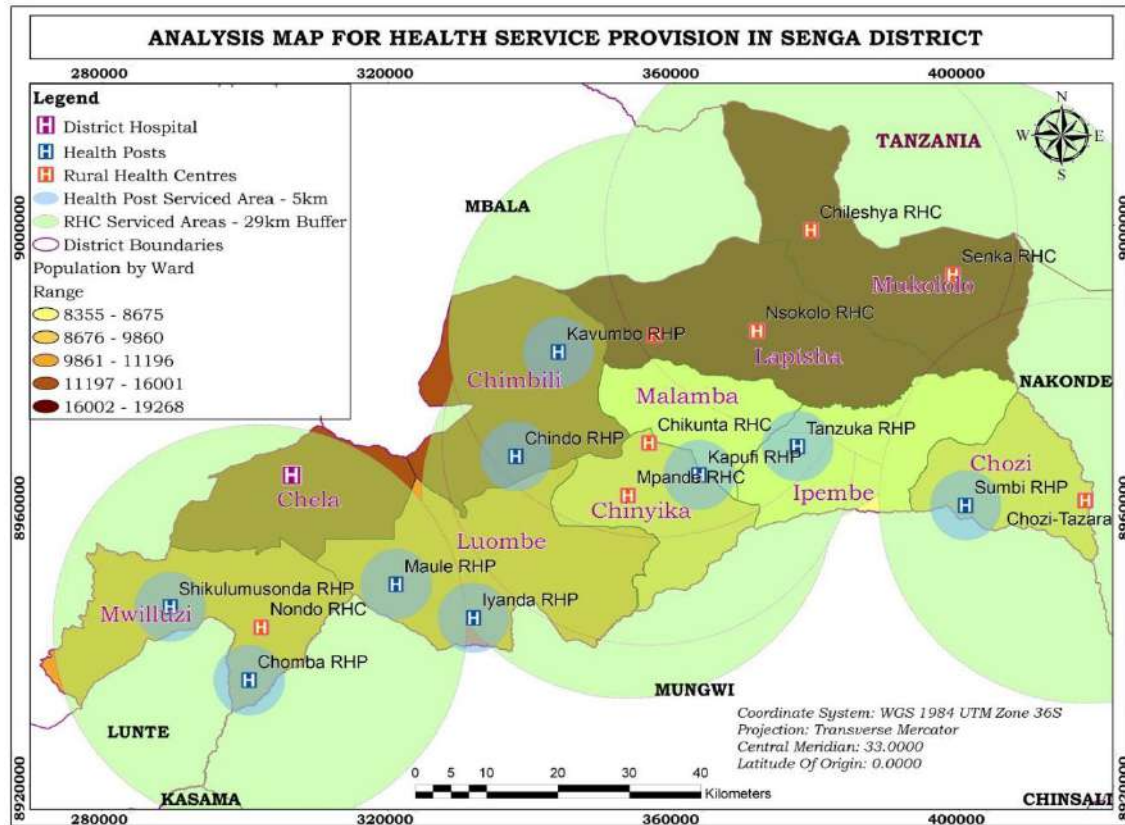 ANALYSIS MAP FOR HEALTH SERVICE PROVISION IN SENGA DISTRICT
280000 320000 360000 400000
Legend
H District Hospital
H Health Posts
H Rural Health Centres
Health Post Serviced Area - 5km
RHC Serviced Areas - 29km Buffer
District Boundaries
Population by Ward
Range
8355 - 8675
8676 - 9860
9861 - 11196
11197 - 16001
16002 - 19268
N
W E
S
TANZANIA
MBALA
9000000 9000000
Chileshya RHC
H
Senka RHC
H
Mukololo
Nsokolo RHC
H
Lapisha
Kavumbo RHP
H
Chimbili
NAKONDE
Malamba
Chikunta RHC
H
Tanzuka RHP
H
Chindo RHP
H
Kapufi RHP
H
Mpande RHC
H
Chozi
Sumbi RHP
H
H
Chela
8960000 8960000
Chinyika
Ipembe
H
Chozi-Tazara
Luombe
Maule RHP
H
Shikulumusonda RHP
H
Iyanda RHP
H
Nondo RHC
H
Mwilluzi
Chomba RHP
H
MUNGWI
LUNTE
Coordinate System: WGS 1984 UTM Zone 36S
Projection: Transverse Mercator
Central Meridian: 33.0000
Latitude Of Origin: 0.0000
0 5 10 20 30 40
Kilometers
KASAMA
CHINSALI
8920000 8920000
280000 320000 360000 400000